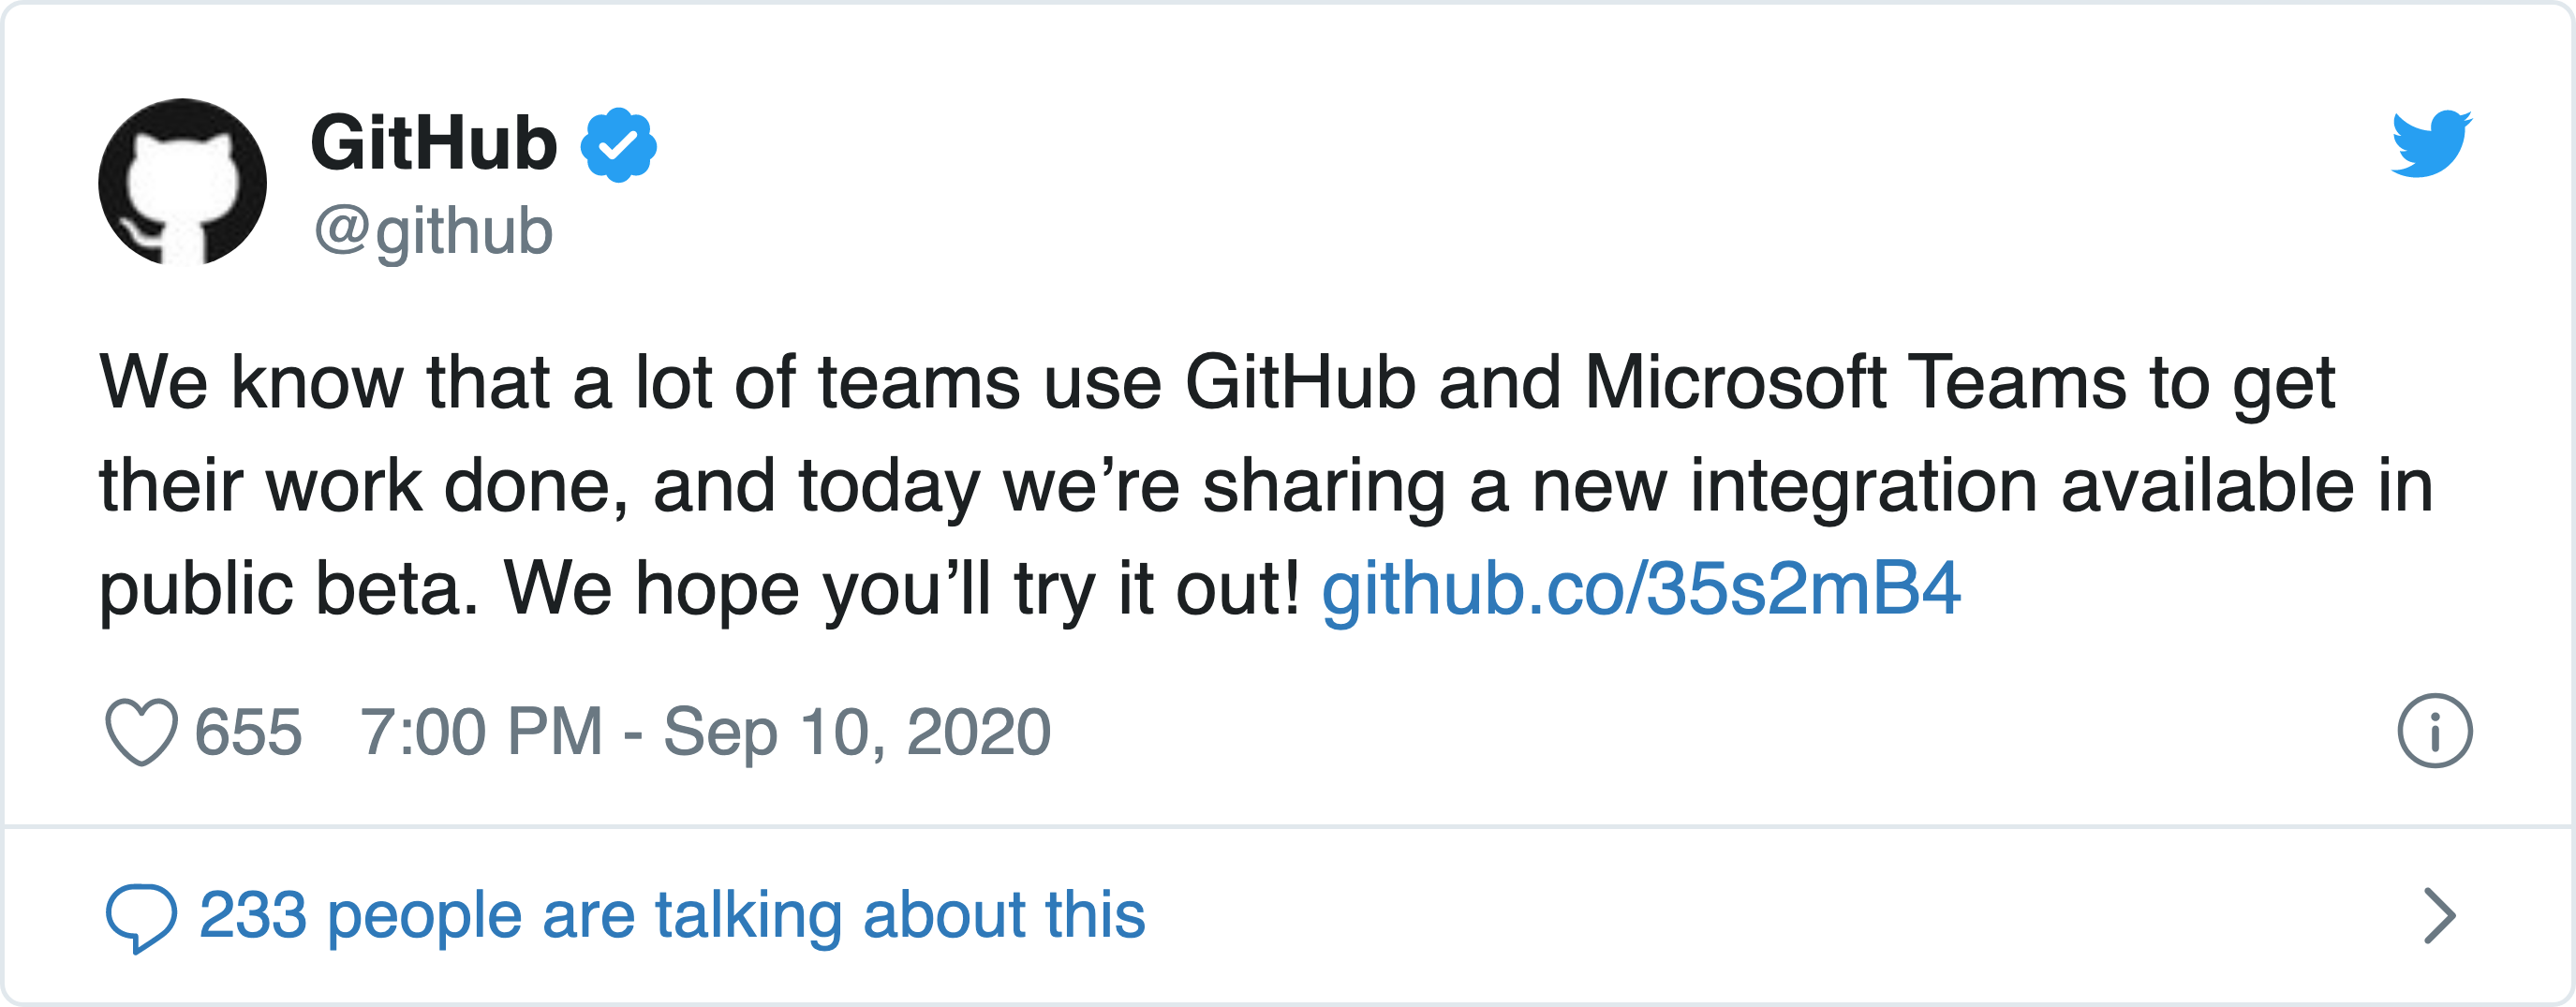 GitHub
@github
We know that a lot of teams use GitHub and Microsoft Teams to get
their work done, and today we’re sharing a new integration available in
public beta. We hope you’ll try it out! github.co/35s2mB4
655 7:00 PM - Sep 10, 2020
233 people are talking about this